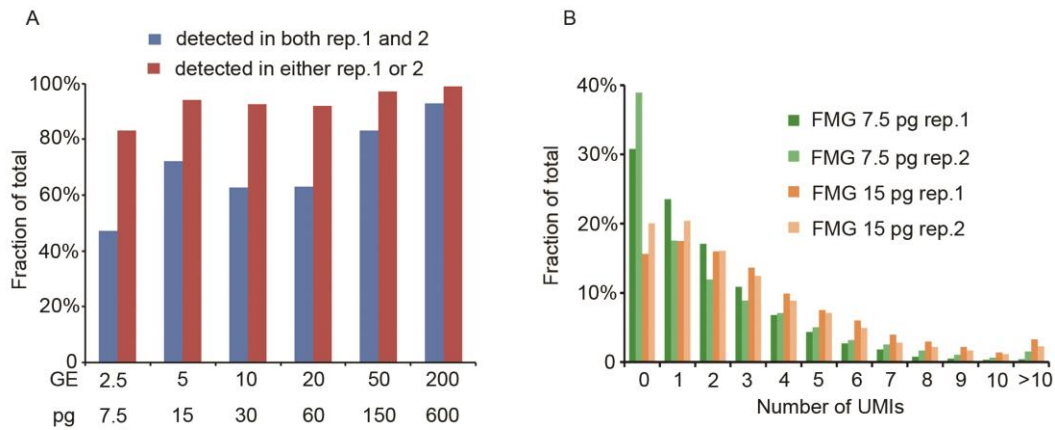 A
detected in both rep.1 and 2
detected in either rep.1 or 2
Fraction of total
100%
80%
60%
40%
20%
0
GE 2.5 5 10 20 50 200
pg 7.5 15 30 60 150 600
B
Fraction of total
40%
30%
20%
10%
0
FMG 7.5 pg rep.1
FMG 7.5 pg rep.2
FMG 15 pg rep.1
FMG 15 pg rep.2
0 1 2 3 4 5 6 7 8 9 10 >10
Number of UMIs